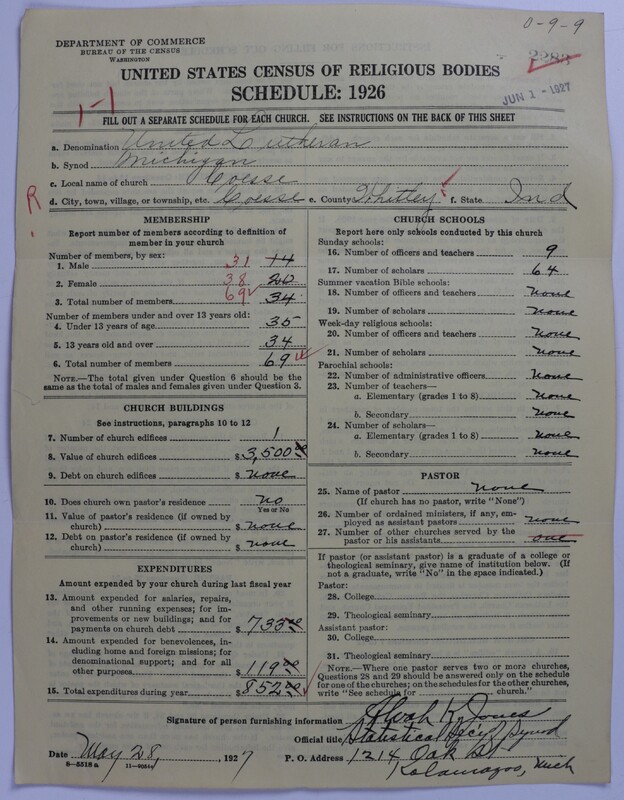 0-9-9
DEPARTMENT OF COMMERCE
BUREAU OF THE CENSUS
WASHINGTON
2283
UNITED STATES CENSUS OF RELIGIOUS BODIES
SCHEDULE: 1926
JUN 1 - 1927
1-1
FILL OUT A SEPARATE SCHEDULE FOR EACH CHURCH. SEE INSTRUCTIONS ON THE BACK OF THIS SHEET
a. Denomination United Lutheran
b. Synod Michigan
c. Local name of church Coesse
R
d. City, town, village, or township, etc. Coesse e. County Whitley f. State Ind
MEMBERSHIP
Report number of members according to definition of
member in your church
Number of members, by sex:
1. Male 31 14
2. Female 38 20
3. Total number of members 69 34
Number of members under and over 13 years old:
4. Under 13 years of age 35
5. 13 years old and over 34
6. Total number of members 69
NOTE.—The total given under Question 6 should be the
same as the total of males and females given under Question 3.
CHURCH BUILDINGS
See instructions, paragraphs 10 to 12
7. Number of church edifices 1
8. Value of church edifices $ 3,500 00
9. Debt on church edifices $ none
10. Does church own pastor's residence no
Yes or No
11. Value of pastor's residence (if owned by
church) $ none
12. Debt on pastor's residence (if owned by
church) $ none
EXPENDITURES
Amount expended by your church during last fiscal year
13. Amount expended for salaries, repairs,
and other running expenses; for im-
provements or new buildings; and for
payments on church debt $ 733 00
14. Amount expended for benevolences, in-
cluding home and foreign missions; for
denominational support; and for all
other purposes $ 119 00
15. Total expenditures during year $ 852 00
CHURCH SCHOOLS
Report here only schools conducted by this church
Sunday schools:
16. Number of officers and teachers 9
17. Number of scholars 64
Summer vacation Bible schools:
18. Number of officers and teachers none
19. Number of scholars none
Week-day religious schools:
20. Number of officers and teachers none
21. Number of scholars none
Parochial schools:
22. Number of administrative officers none
23. Number of teachers—
a. Elementary (grades 1 to 8) none
b. Secondary none
24. Number of scholars—
a. Elementary (grades 1 to 8) none
b. Secondary none
PASTOR
25. Name of pastor none
(If church has no pastor, write "None")
26. Number of ordained ministers, if any, em-
ployed as assistant pastors none
27. Number of other churches served by the
pastor or his assistants one
If pastor (or assistant pastor) is a graduate of a college or
theological seminary, give name of institution below. (If
not a graduate, write "No" in the space indicated.)
Pastor:
28. College
29. Theological seminary
Assistant pastor:
30. College
31. Theological seminary
NOTE.—Where one pastor serves two or more churches,
Questions 28 and 29 should be answered only on the schedule
for one of the churches; on the schedules for the other churches,
write "See schedule for church."
Signature of person furnishing information Alvah K. Jones
Official title Statistical Secy Synod
Date May 28, 1927 P. O. Address 1214 Oak St
8-5518 a
Kalamazoo, Mich